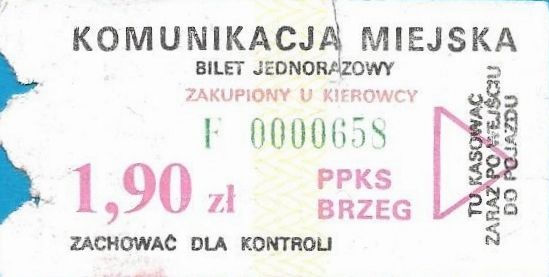 KOMUNIKACJA MIEJSKA
BILET JEDNORAZOWY
ZAKUPIONY U KIEROWCY
F 0000658
1,90 zł
PPKS
BRZEG
ZACHOWAĆ DLA KONTROLI
TU KASOWAĆ
ZARAZ PO WEJŚCIU
DO POJAZDU